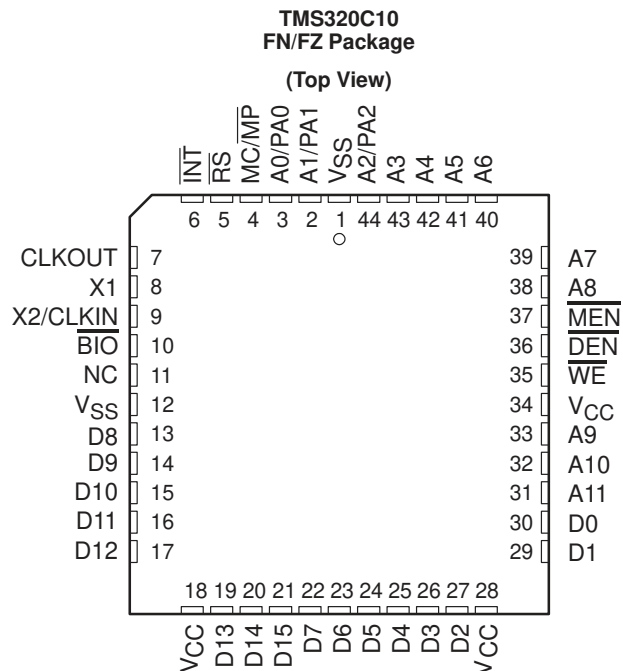 TMS320C10
FN/FZ Package
(Top View)
INT
RS
MC/MP
A0/PA0
A1/PA1
VSS
A2/PA2
A3
A4
A5
A6
6 5 4 3 2 1 44 43 42 41 40
CLKOUT 7
X1 8
X2/CLKIN 9
BIO 10
NC 11
VSS 12
D8 13
D9 14
D10 15
D11 16
D12 17
39 A7
38 A8
37 MEN
36 DEN
35 WE
34 VCC
33 A9
32 A10
31 A11
30 D0
29 D1
18 19 20 21 22 23 24 25 26 27 28
VCC
D13
D14
D15
D7
D6
D5
D4
D3
D2
VCC